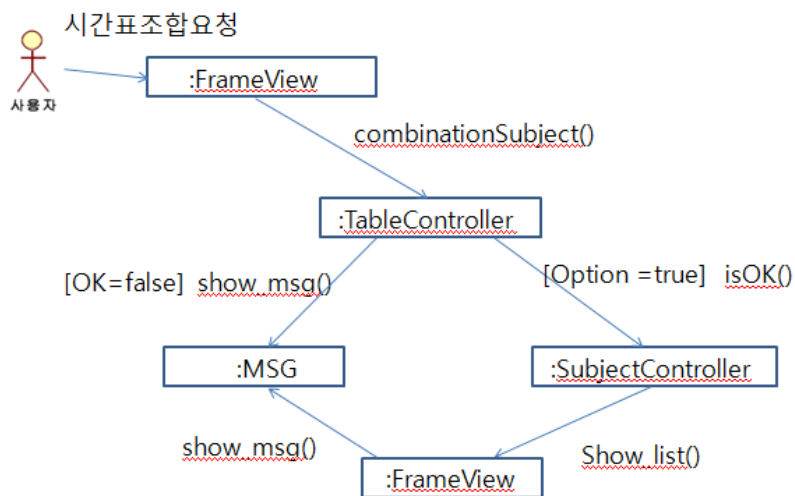 시간표조합요청
사용자
:FrameView
combinationSubject()
:TableController
[OK=false] show_msg()
[Option =true] isOK()
:MSG
:SubjectController
show_msg()
Show_list()
:FrameView